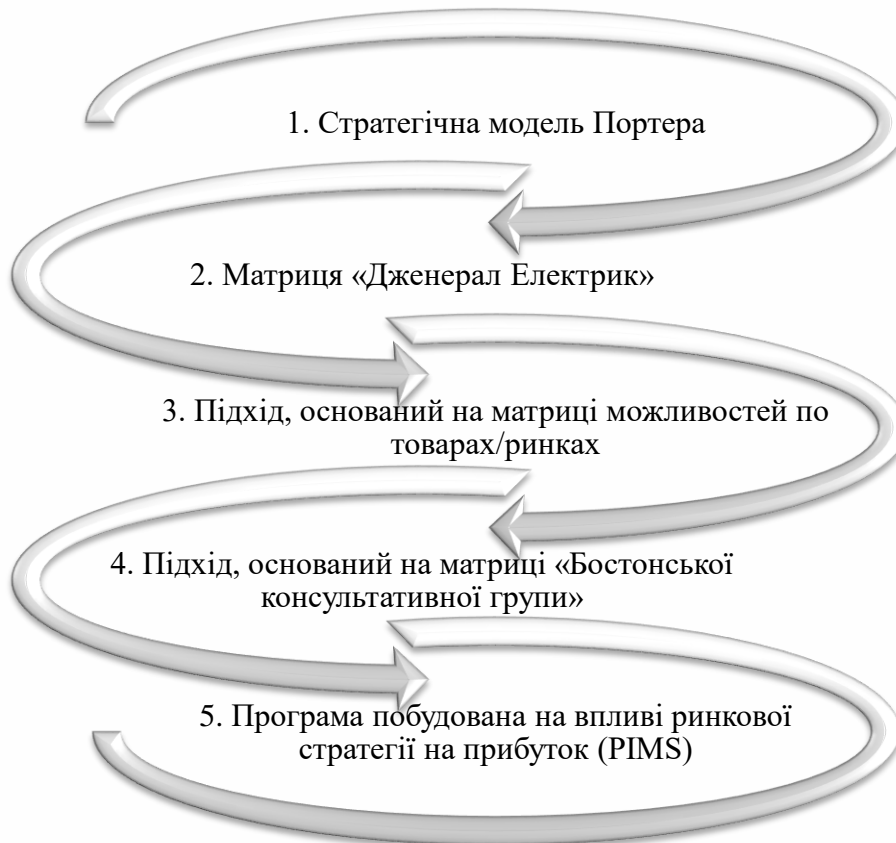 1. Стратегічна модель Портера
2. Матриця «Дженерал Електрик»
3. Підхід, оснований на матриці можливостей по
товарах/ринках
4. Підхід, оснований на матриці «Бостонської
консультативної групи»
5. Програма побудована на впливі ринкової
стратегії на прибуток (PIMS)